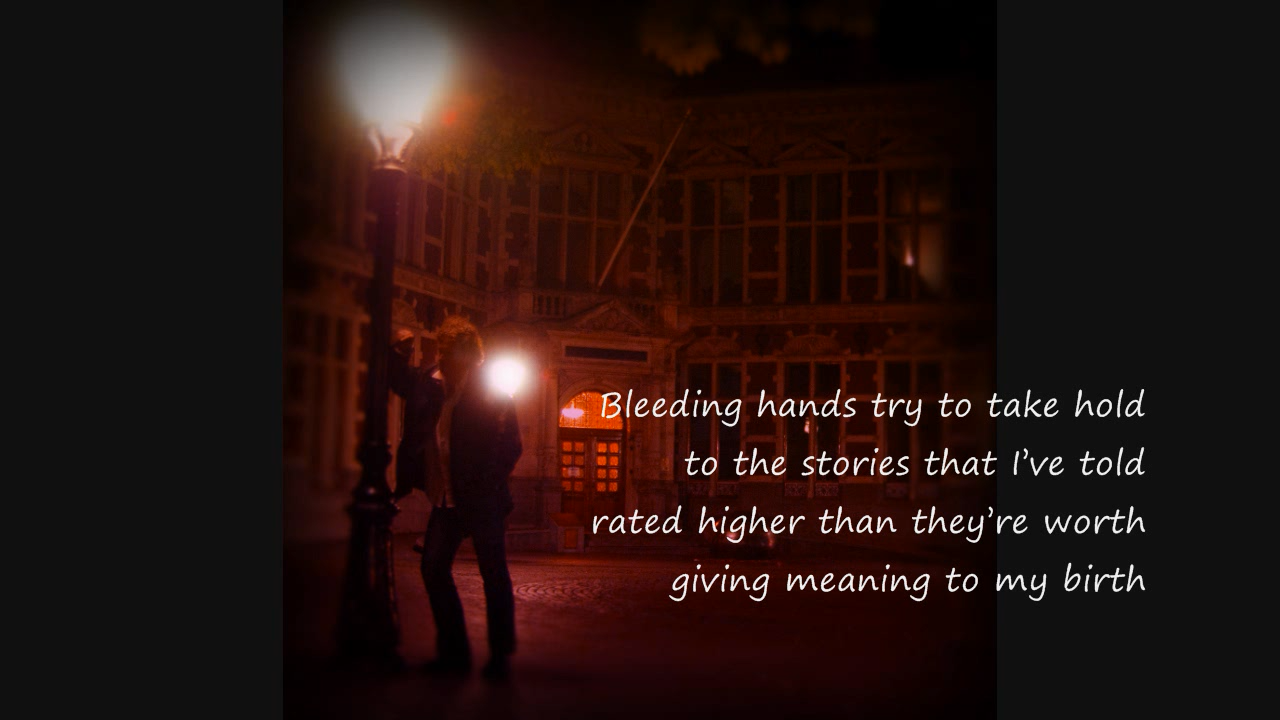 Bleeding hands try to take hold
to the stories that I’ve told
rated higher than they’re worth
giving meaning to my birth